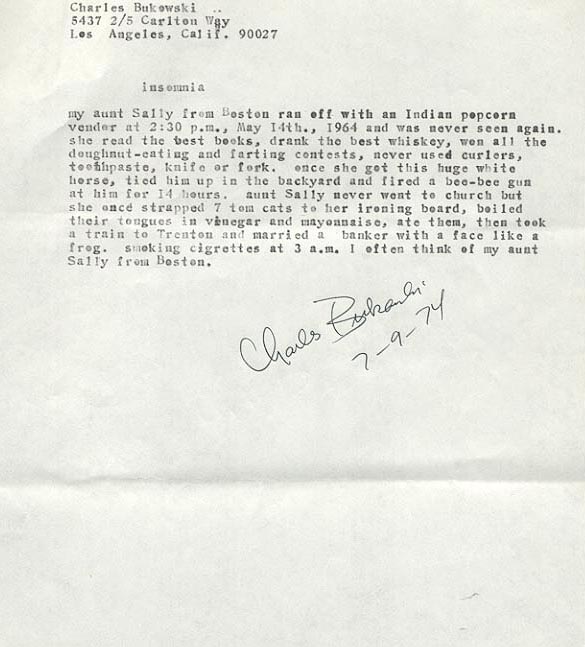 Charles Bukowski ..
5437 2/5 Carlton Way
Los Angeles, Calif. 90027
insomnia
my aunt Sally from Boston ran off with an Indian popcorn
vender at 2:30 p.m., May 14th., 1964 and was never seen again.
she read the best books, drank the best whiskey, won all the
doughnut-eating and farting contests, never used curlers,
toothpaste, knife or fork. once she got this huge white
horse, tied him up in the backyard and fired a bee-bee gun
at him for 14 hours. aunt Sally never went to church but
she once strapped 7 tom cats to her ironing board, boiled
their tongues in vinegar and mayonnaise, ate them, then took
a train to Trenton and married a banker with a face like a
frog. smoking cigrettes at 3 a.m. I often think of my aunt
Sally from Boston.
Charles Bukowski
7-9-74